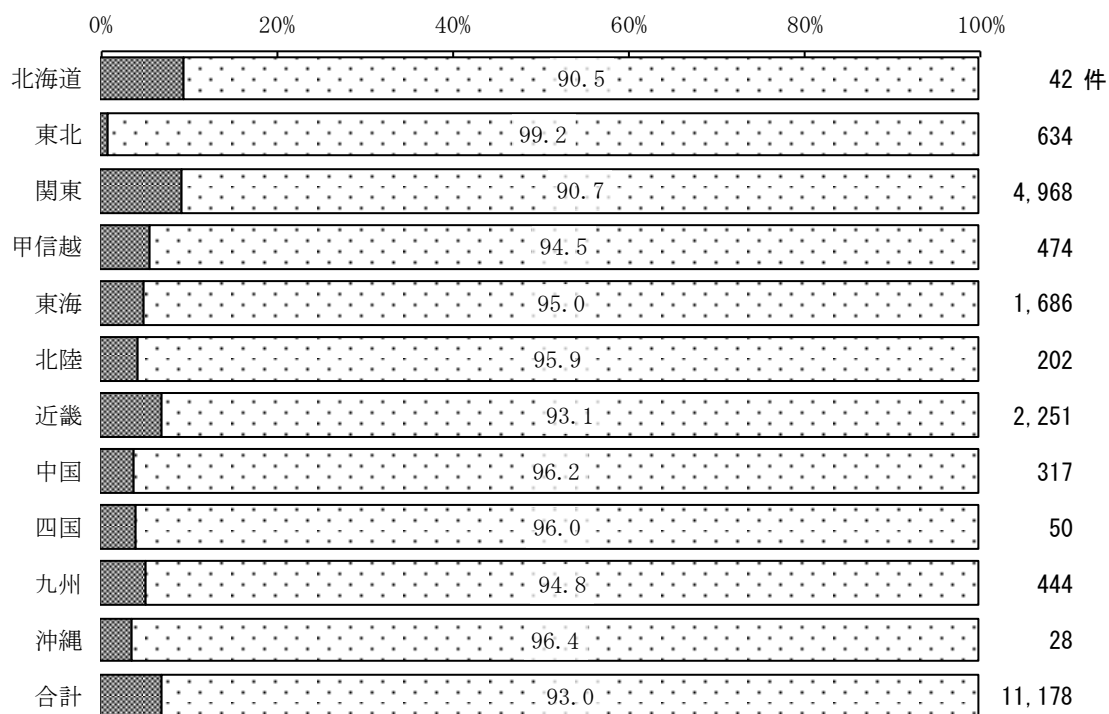 0% 20% 40% 60% 80% 100%
北海道 90.5 42 件
東北 99.2 634
関東 90.7 4,968
甲信越 94.5 474
東海 95.0 1,686
北陸 95.9 202
近畿 93.1 2,251
中国 96.2 317
四国 96.0 50
九州 94.8 444
沖縄 96.4 28
合計 93.0 11,178